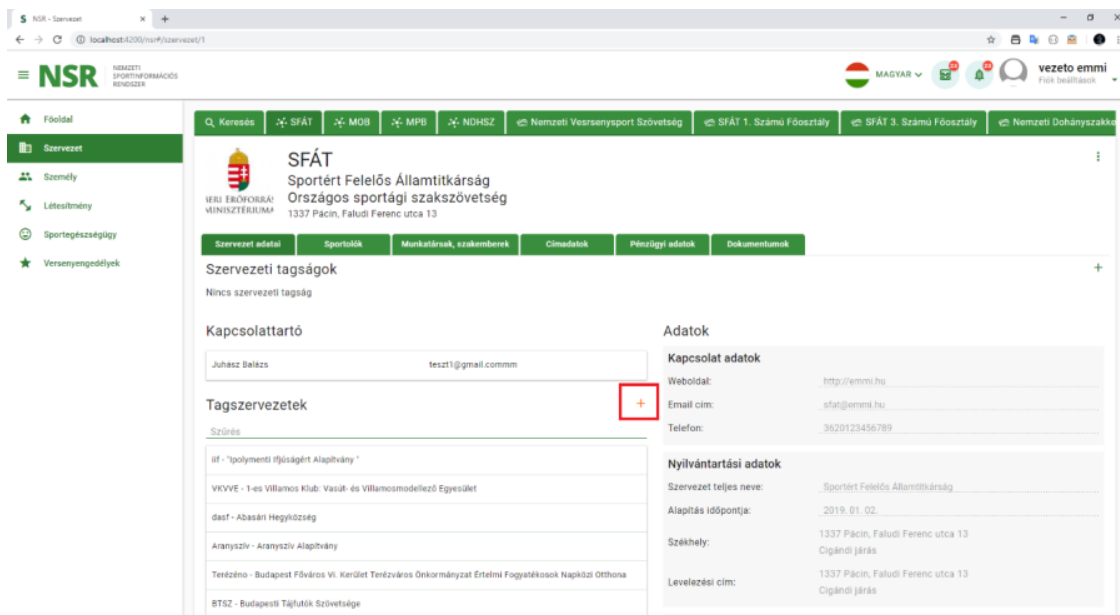 NSR - Szervezet
localhost:4200/nsr#/szervezet/1
NSR NEMZETI SPORTINFORMÁCIÓS RENDSZER
MAGYAR
23
23
vezeto emmi
Fiók beállítások
Főoldal
Szervezet
Személy
Létesítmény
Sportegészségügy
Versenyengedélyek
Keresés SFÁT MOB MPB NDHSZ Nemzeti Vesrsenysport Szövetség SFÁT 1. Számú Főosztály SFÁT 3. Számú Főosztály Nemzeti Dohányszakke
SFÁT
Sportért Felelős Államtitkárság
Országos sportági szakszövetség
1337 Pácin, Faludi Ferenc utca 13
BERI ERŐFORRÁS
MINISZTÉRIUMA
Szervezet adatai Sportolók Munkatársak, szakemberek Címadatok Pénzügyi adatok Dokumentumok
Szervezeti tagságok
Nincs szervezeti tagság
Kapcsolattartó
Juhász Balázs teszt1@gmail.commm
Tagszervezetek
Szűrés
iif - "Ipolymenti Ifjúságért Alapítvány "
VKVVE - 1-es Villamos Klub: Vasút- és Villamosmodellező Egyesület
dasf - Abasári Hegyközség
Aranyszív - Aranyszív Alapítvány
Terézéno - Budapest Főváros VI. Kerület Terézváros Önkormányzat Értelmi Fogyatékosok Napközi Otthona
BTSZ - Budapesti Tájfutók Szövetsége
Adatok
Kapcsolat adatok
Weboldal: http://emmi.hu
Email cím: sfat@emmi.hu
Telefon: 3620123456789
Nyilvántartási adatok
Szervezet teljes neve: Sportért Felelős Államtitkárság
Alapítás időpontja: 2019. 01. 02.
Székhely: 1337 Pácin, Faludi Ferenc utca 13
Cigándi járás
Levelezési cím: 1337 Pácin, Faludi Ferenc utca 13
Cigándi járás